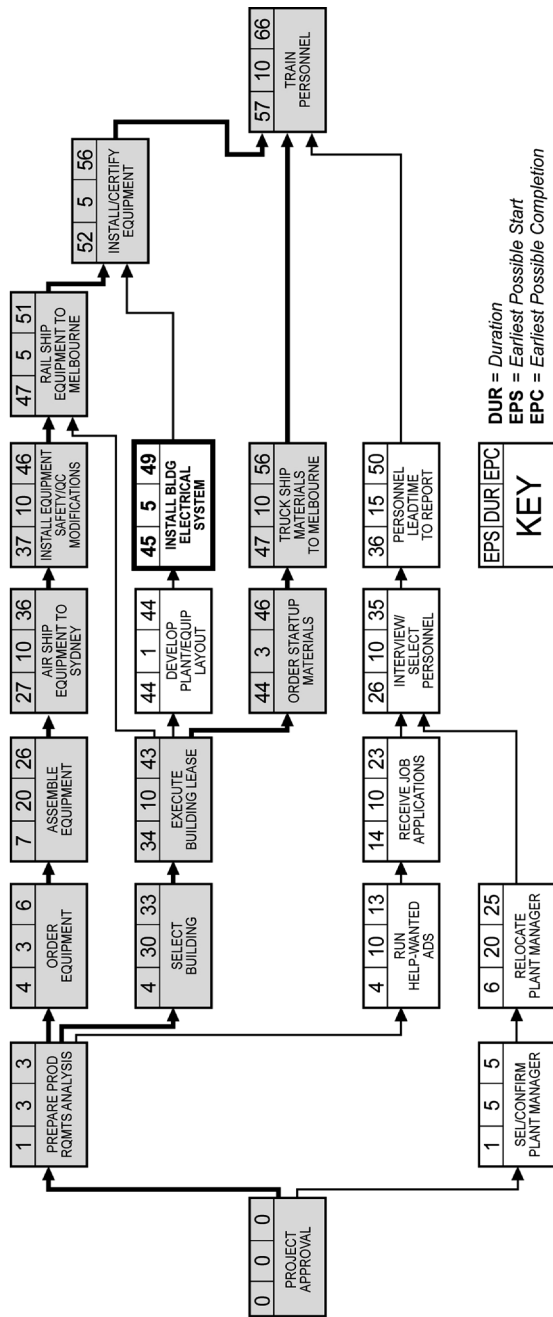 0 0 0
PROJECT
APPROVAL
1 3 3
PREPARE PROD
RQMTS ANALYSIS
1 5 5
SEL/CONFIRM
PLANT MANAGER
4 3 6
ORDER
EQUIPMENT
4 30 33
SELECT
BUILDING
4 10 13
RUN
HELP-WANTED
ADS
6 20 25
RELOCATE
PLANT MANAGER
7 20 26
ASSEMBLE
EQUIPMENT
34 10 43
EXECUTE
BUILDING LEASE
14 10 23
RECEIVE JOB
APPLICATIONS
27 10 36
AIR SHIP
EQUIPMENT TO
SYDNEY
44 1 44
DEVELOP
PLANT/EQUIP
LAYOUT
44 3 46
ORDER STARTUP
MATERIALS
26 10 35
INTERVIEW/
SELECT
PERSONNEL
37 10 46
INSTALL EQUIPMENT
SAFETY/QC
MODIFICATIONS
45 5 49
INSTALL BLDG
ELECTRICAL
SYSTEM
47 10 56
TRUCK SHIP
MATERIALS
TO MELBOURNE
36 15 50
PERSONNEL
LEADTIME
TO REPORT
47 5 51
RAIL SHIP
EQUIPMENT TO
MELBOURNE
52 5 56
INSTALL/CERTIFY
EQUIPMENT
57 10 66
TRAIN
PERSONNEL
EPS DUR EPC
KEY
DUR = Duration
EPS = Earliest Possible Start
EPC = Earliest Possible Completion